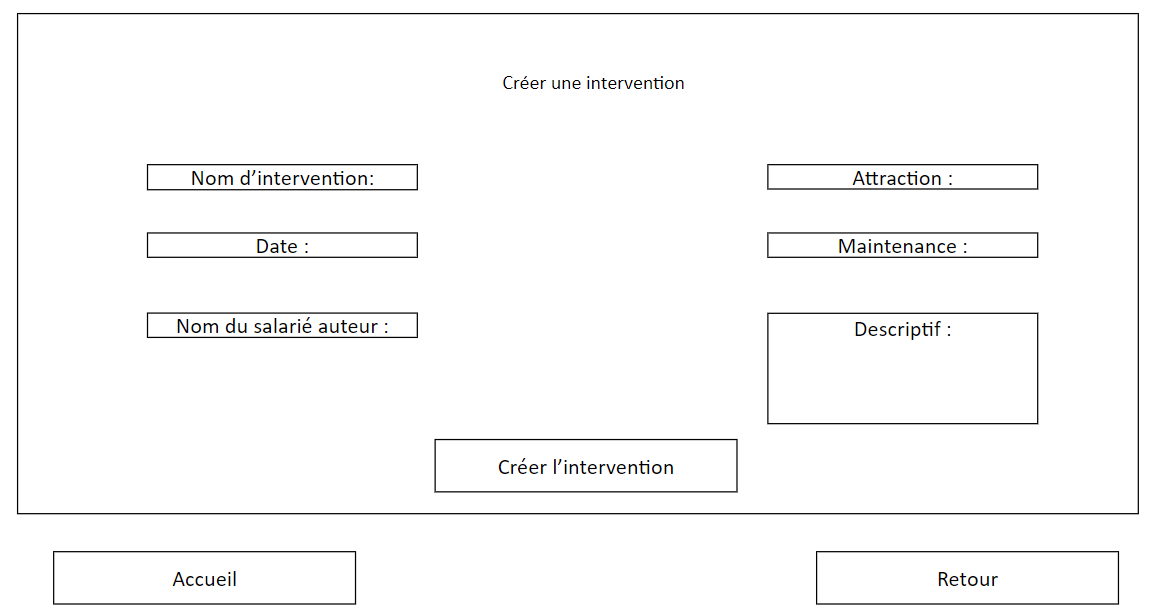 Créer une intervention
Nom d’intervention:
Attraction :
Date :
Maintenance :
Nom du salarié auteur :
Descriptif :
Créer l’intervention
Accueil
Retour